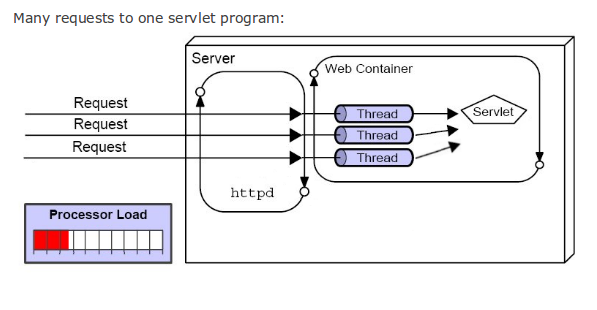 Many requests to one servlet program:
Server
Web Container
Request
Thread
Servlet
Request
Thread
Request
Thread
httpd
Processor Load